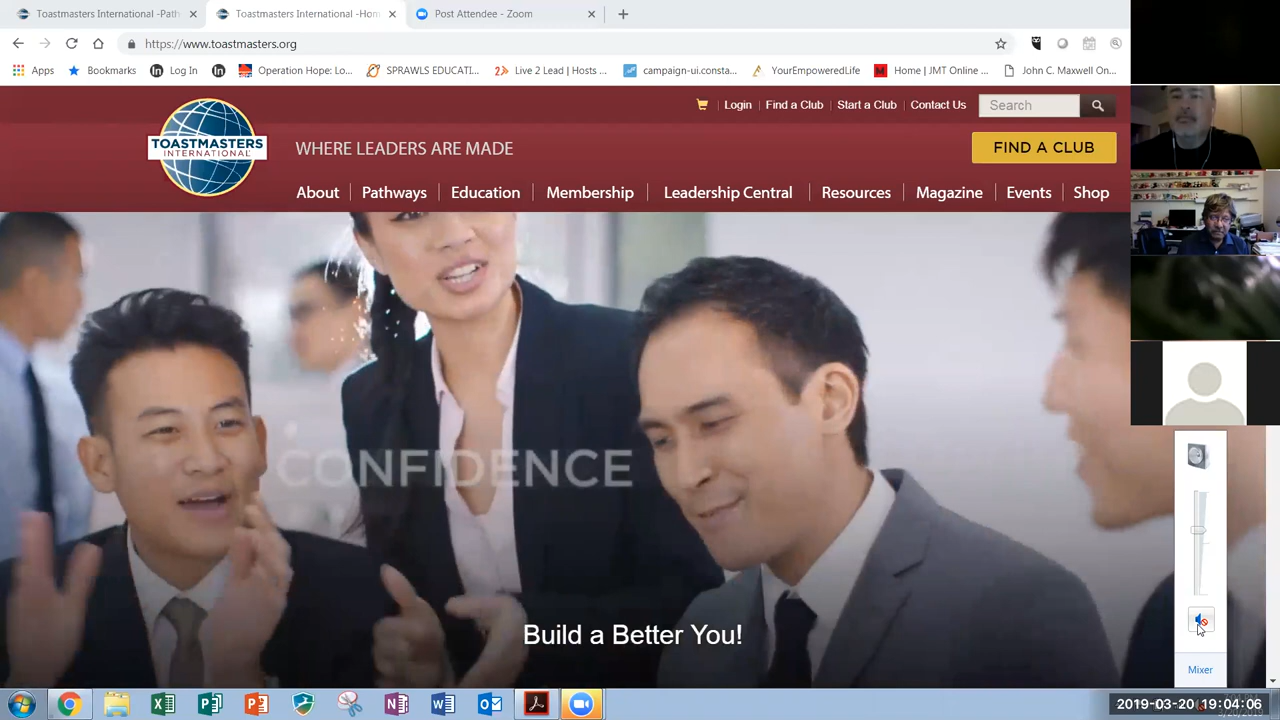 Toastmasters International -Path
Toastmasters International -Hom
Post Attendee - Zoom
https://www.toastmasters.org
Apps
Bookmarks
Log In
Operation Hope: Lo...
SPRAWLS EDUCATI...
Live 2 Lead | Hosts ...
campaign-ui.consta...
YourEmpoweredLife
Home | JMT Online ...
John C. Maxwell On...
Login
Find a Club
Start a Club
Contact Us
Search
TOASTMASTERS
INTERNATIONAL
WHERE LEADERS ARE MADE
FIND A CLUB
About
Pathways
Education
Membership
Leadership Central
Resources
Magazine
Events
Shop
CONFIDENCE
Build a Better You!
Mixer
2019-03-20 19:04:06